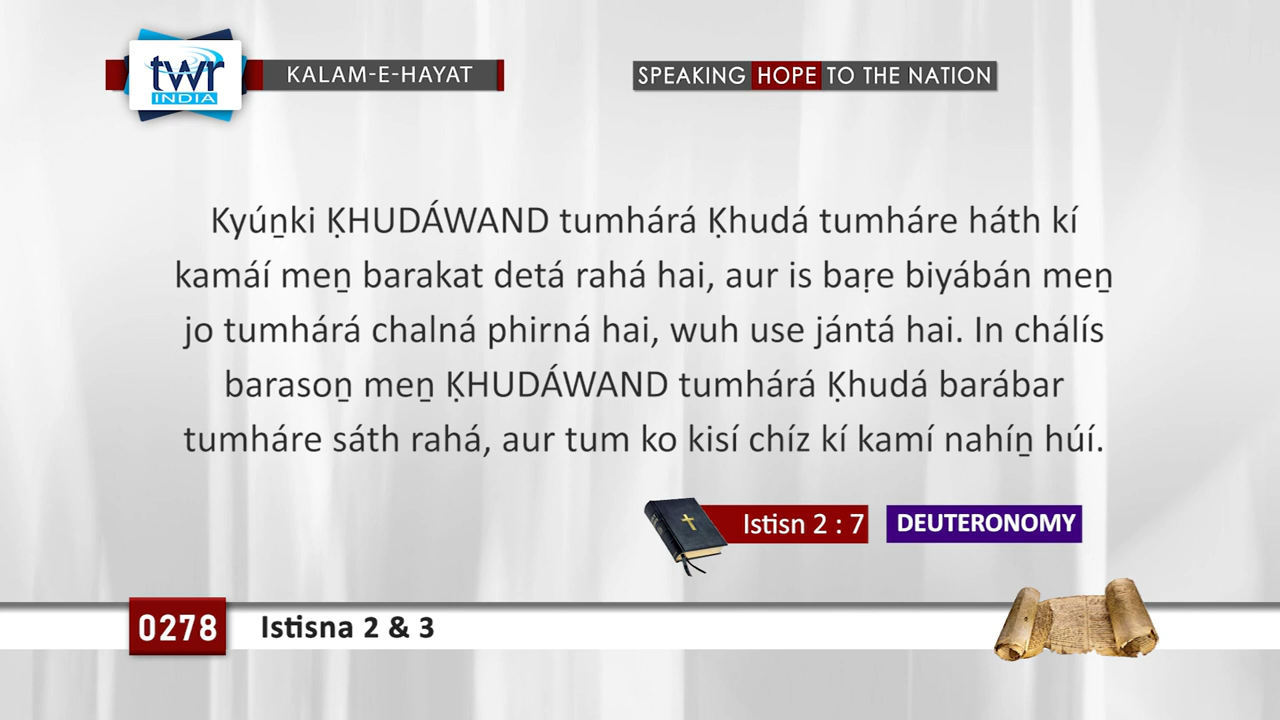 twr
INDIA
KALAM-E-HAYAT
SPEAKING HOPE TO THE NATION
Kyúṉki ḲHUDÁWAND tumhárá Ḳhudá tumháre háth kí
kamáí meṉ barakat detá rahá hai, aur is baṛe biyábán meṉ
jo tumhárá chalná phirná hai, wuh use jántá hai. In chálís
barasoṉ meṉ ḲHUDÁWAND tumhárá Ḳhudá barábar
tumháre sáth rahá, aur tum ko kisí chíz kí kamí nahíṉ húí.
Istisn 2 : 7
DEUTERONOMY
0278
Istisna 2 & 3